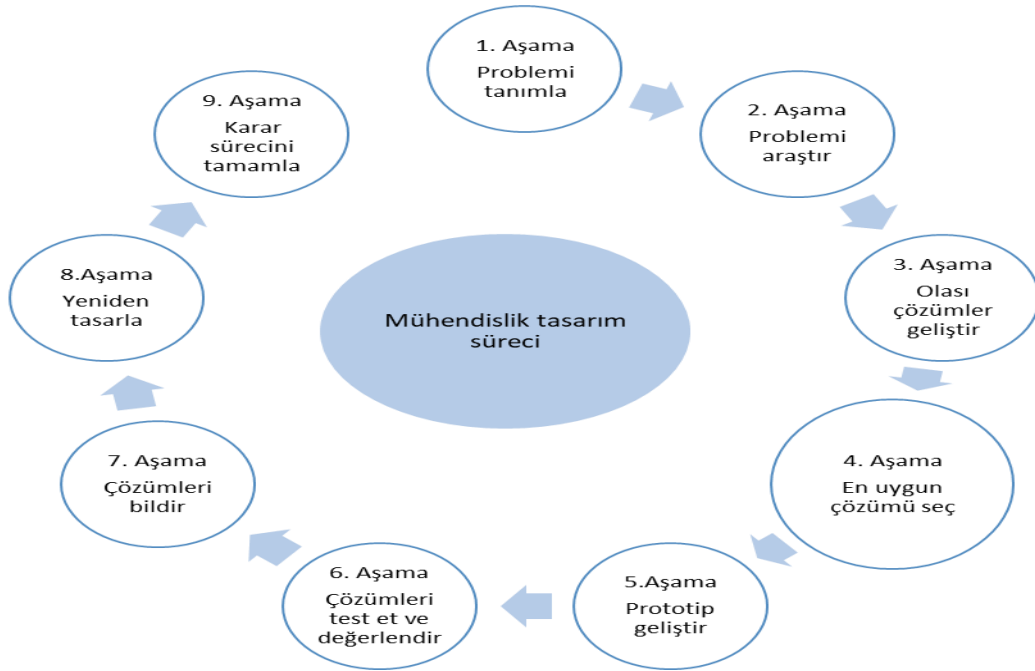 1. Aşama
Problemi
tanımla
2. Aşama
Problemi
araştır
3. Aşama
Olası
çözümler
geliştir
4. Aşama
En uygun
çözümü seç
5.Aşama
Prototip
geliştir
6. Aşama
Çözümleri
test et ve
değerlendir
7. Aşama
Çözümleri
bildir
8.Aşama
Yeniden
tasarla
9. Aşama
Karar
sürecini
tamamla
Mühendislik tasarım
süreci